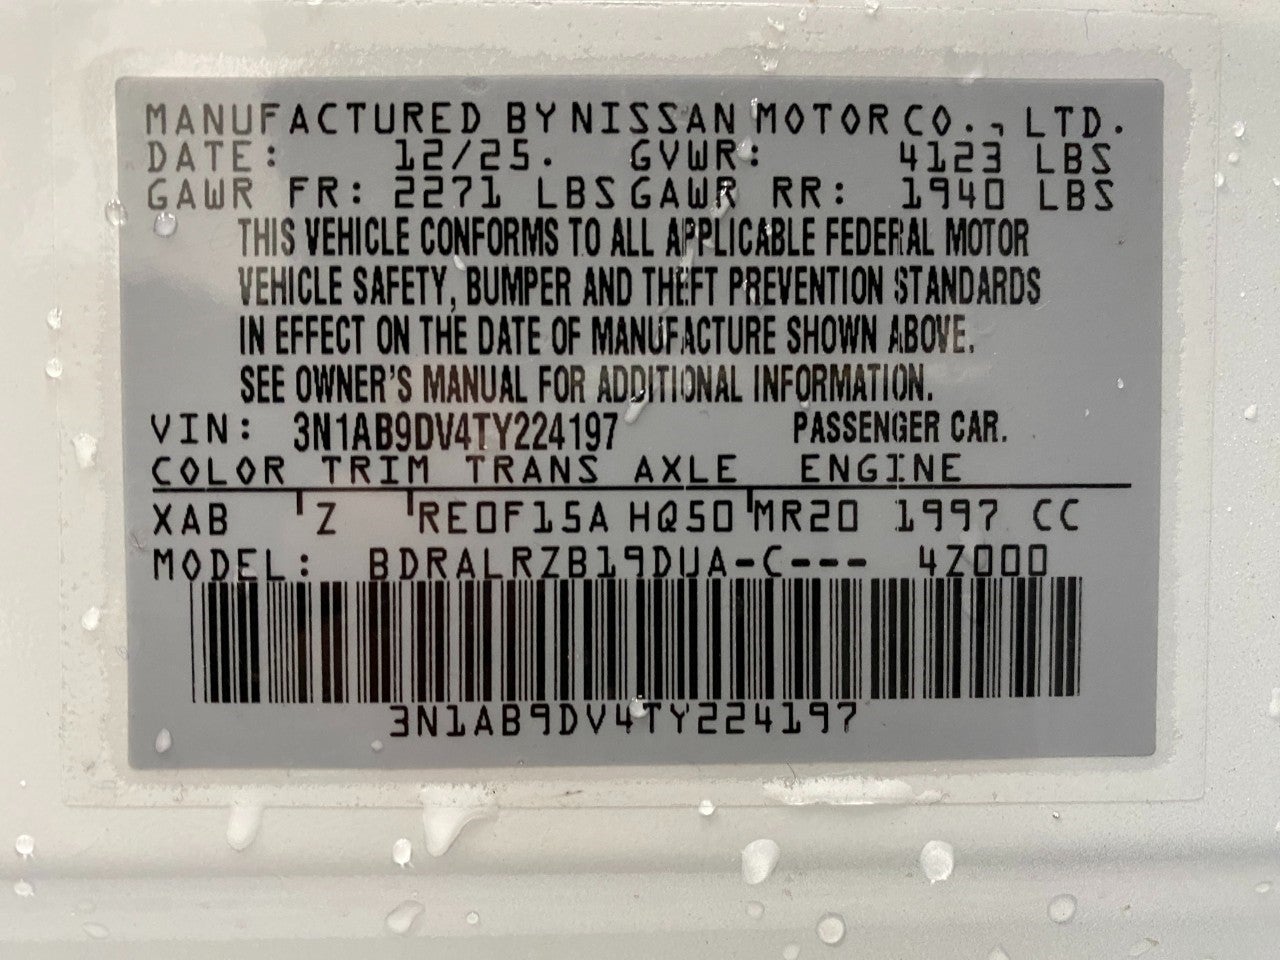 MANUFACTURED BY NISSAN MOTOR CO., LTD.
DATE: 12/25. GVWR: 4123 LBS
GAWR FR: 2271 LBS GAWR RR: 1940 LBS
THIS VEHICLE CONFORMS TO ALL APPLICABLE FEDERAL MOTOR
VEHICLE SAFETY, BUMPER AND THEFT PREVENTION STANDARDS
IN EFFECT ON THE DATE OF MANUFACTURE SHOWN ABOVE.
SEE OWNER'S MANUAL FOR ADDITIONAL INFORMATION.
VIN: 3N1AB9DV4TY224197 PASSENGER CAR.
COLOR TRIM TRANS AXLE ENGINE
XAB Z RE0F15A HQ50 MR20 1997 CC
MODEL: BDRALRZB19DUA-C--- 4Z000
3N1AB9DV4TY224197